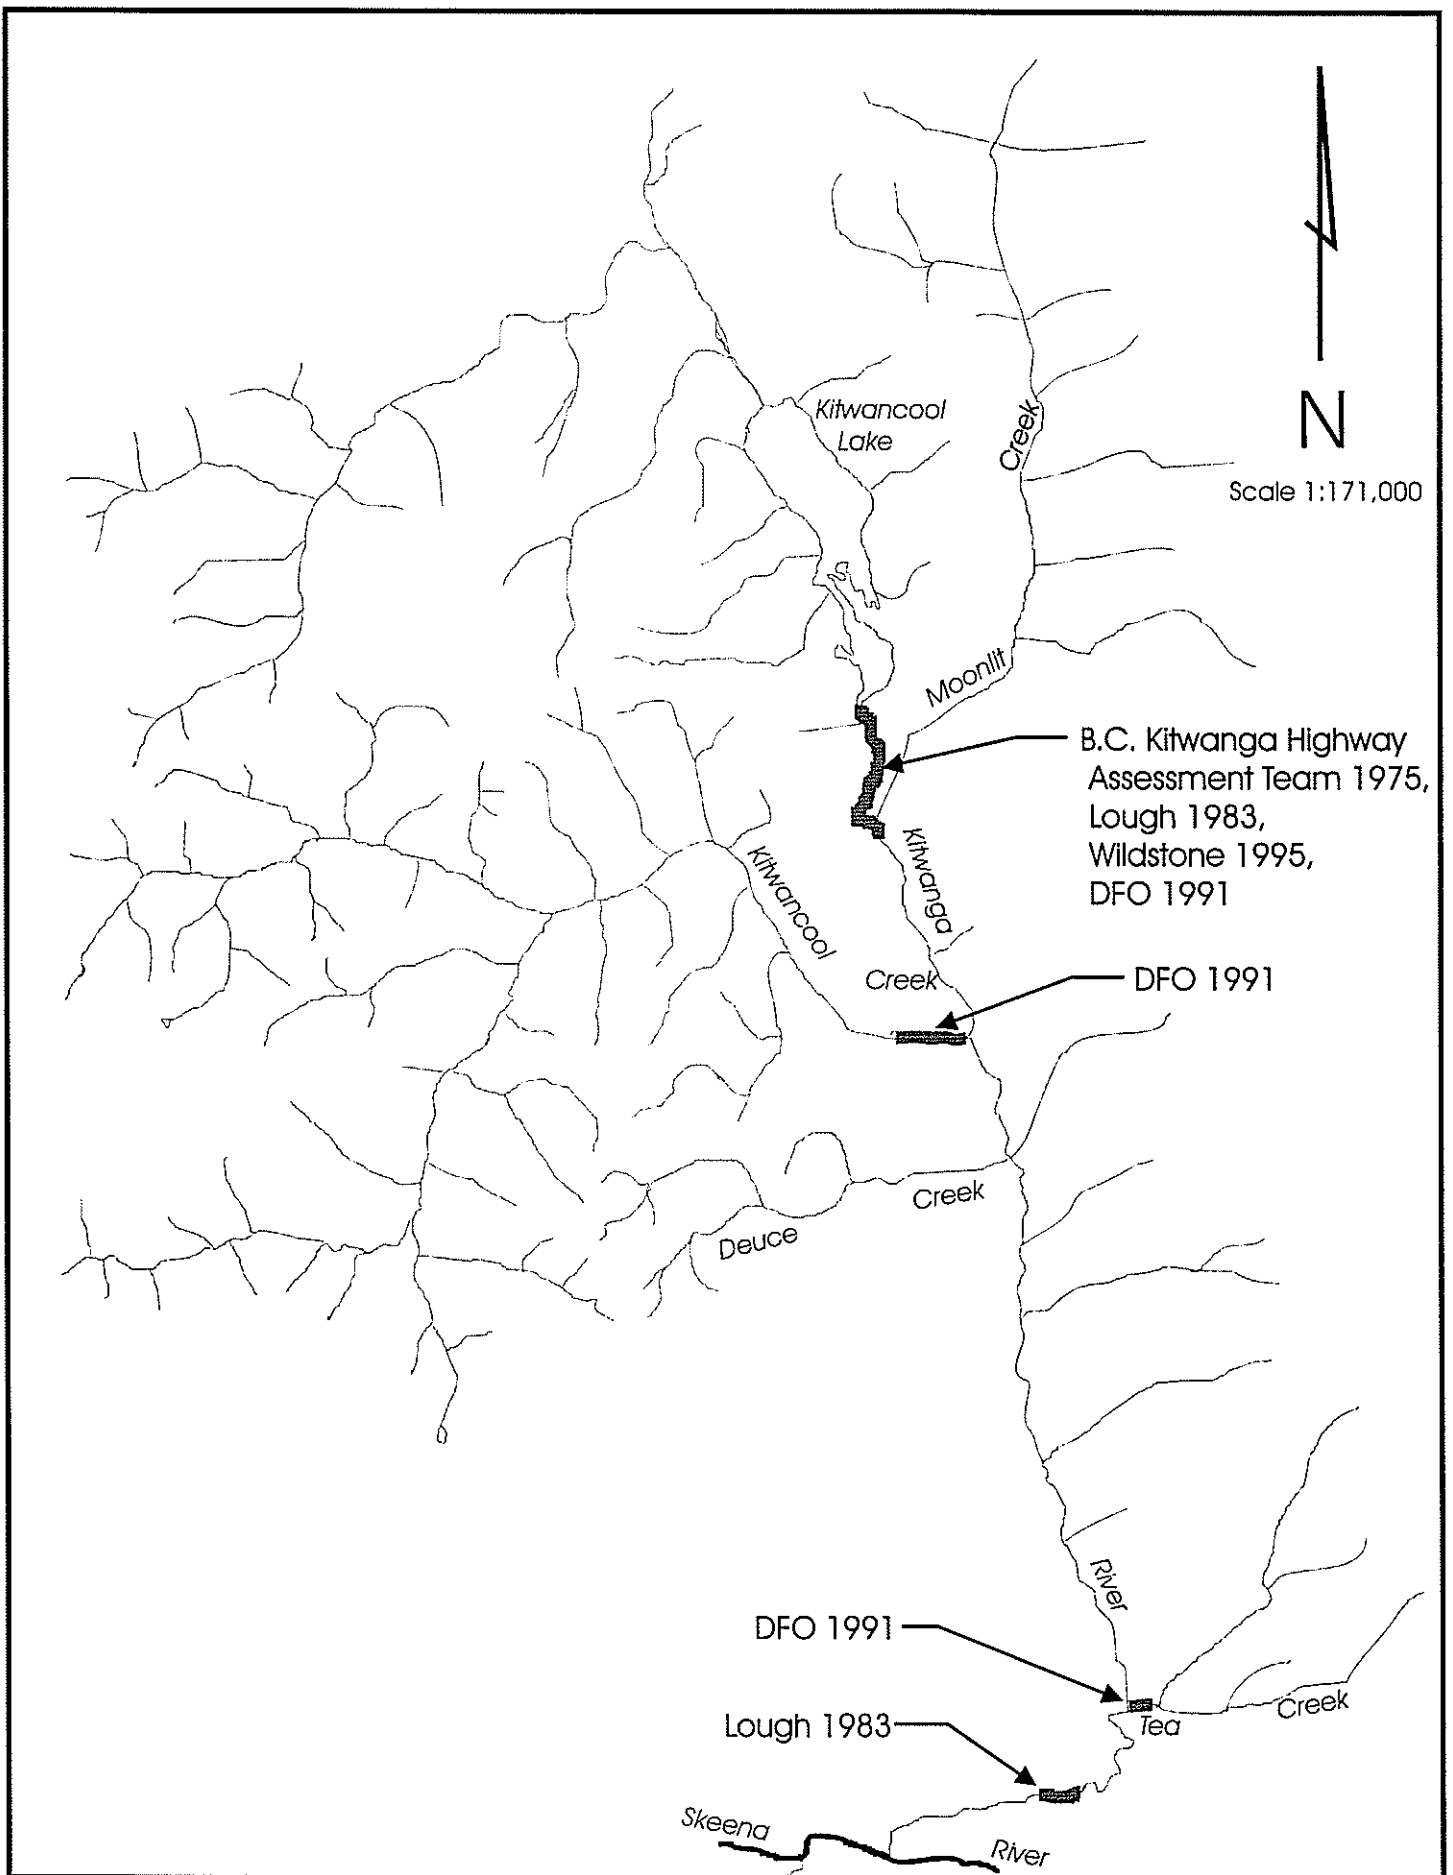 Kitwancool
Lake
Creek
N
Scale 1:171,000
Moonlit
B.C. Kitwanga Highway
Assessment Team 1975,
Lough 1983,
Wildstone 1995,
DFO 1991
Kitwanga
Kitwancool
Creek
DFO 1991
Creek
Deuce
River
DFO 1991
Creek
Tea
Lough 1983
Skeena
River